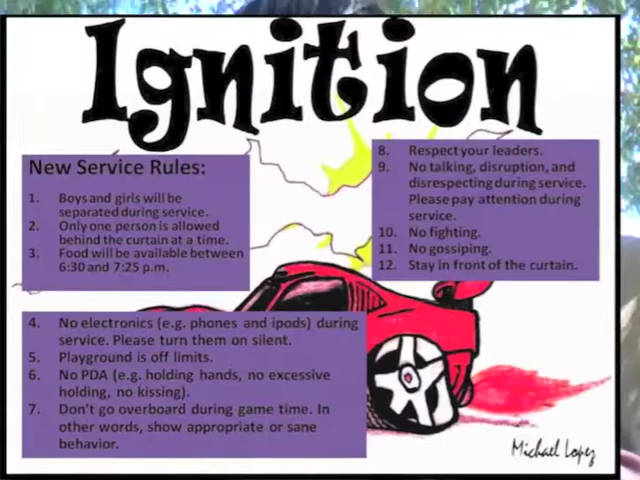 Ignition
New Service Rules:
1. Boys and girls will be
separated during service.
2. Only one person is allowed
behind the curtain at a time.
3. Food will be available between
6:30 and 7:25 p.m.
4. No electronics (e.g. phones and ipods) during
service. Please turn them on silent.
5. Playground is off limits.
6. No PDA (e.g. holding hands, no excessive
holding, no kissing).
7. Don't go overboard during game time. In
other words, show appropriate or sane
behavior.
8. Respect your leaders.
9. No talking, disruption, and
disrespecting during service.
Please pay attention during
service.
10. No fighting.
11. No gossiping.
12. Stay in front of the curtain.
Michael Lopez